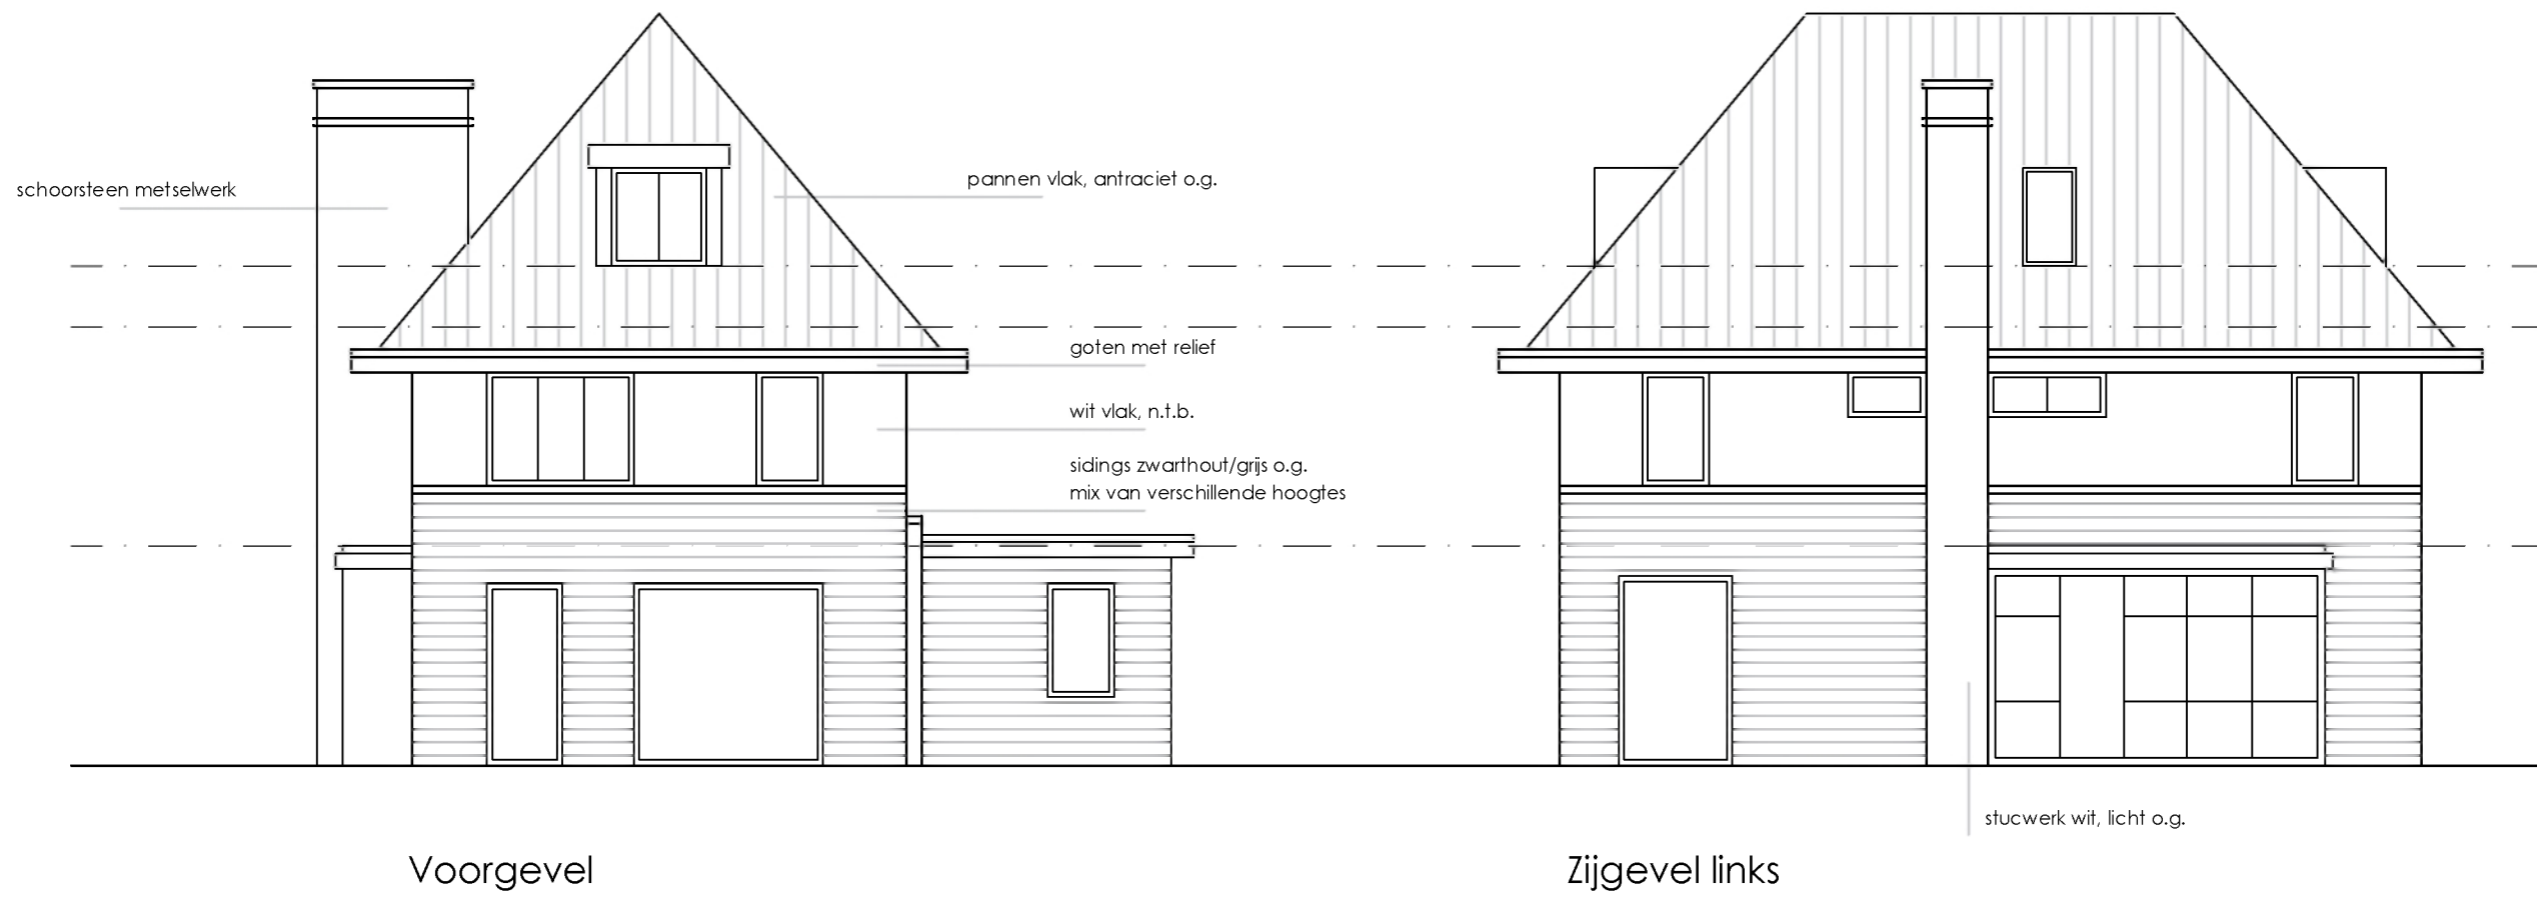 schoorsteen metselwerk
pannen vlak, antraciet o.g.
goten met relief
wit vlak, n.t.b.
sidings zwarthout/grijs o.g.
mix van verschillende hoogtes
stucwerk wit, licht o.g.
Voorgevel
Zijgevel links